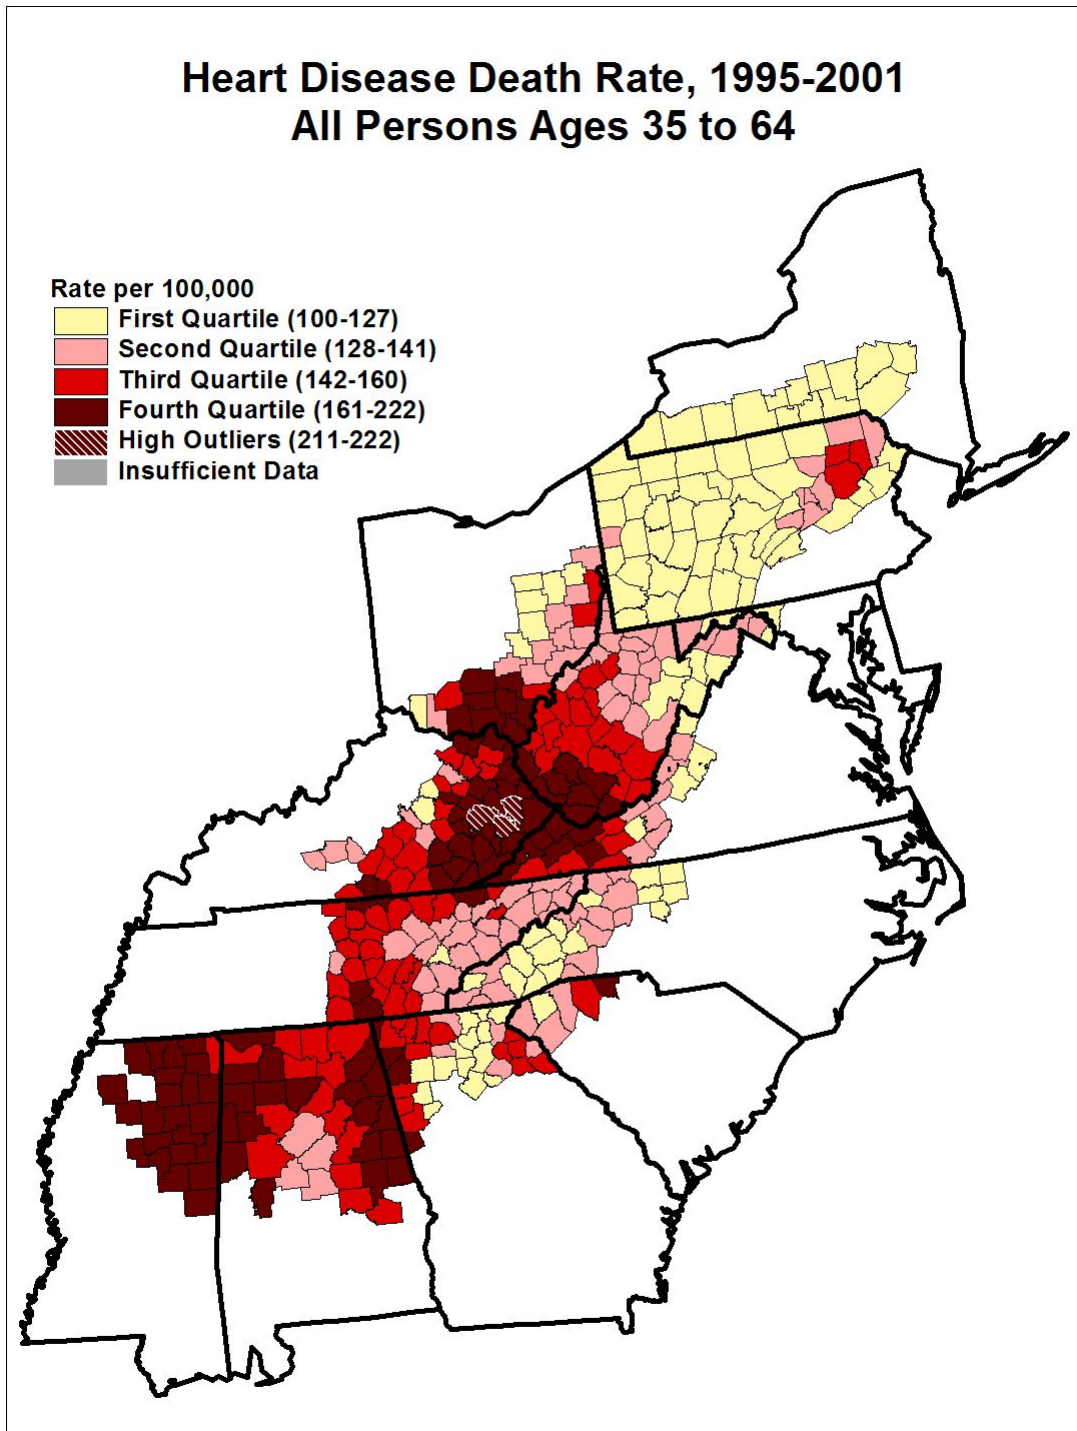 Heart Disease Death Rate, 1995-2001
All Persons Ages 35 to 64
Rate per 100,000
First Quartile (100-127)
Second Quartile (128-141)
Third Quartile (142-160)
Fourth Quartile (161-222)
High Outliers (211-222)
Insufficient Data